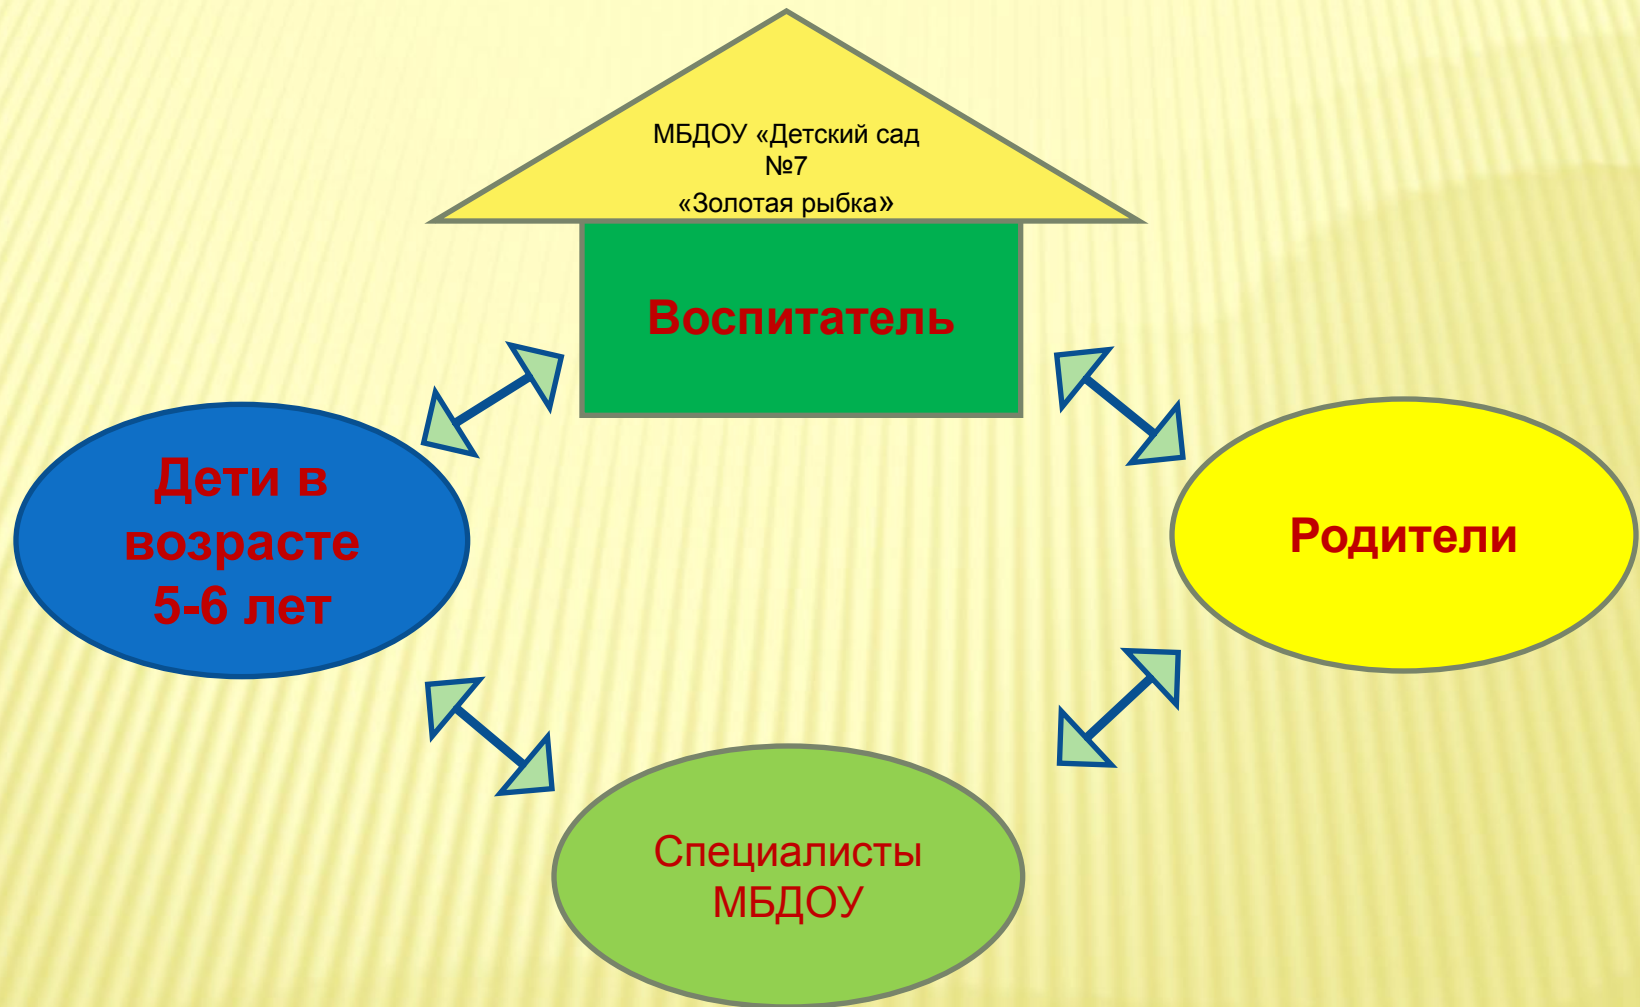 МБДОУ «Детский сад
№7
«Золотая рыбка»
Воспитатель
Дети в
возрасте
5-6 лет
Родители
Специалисты
МБДОУ